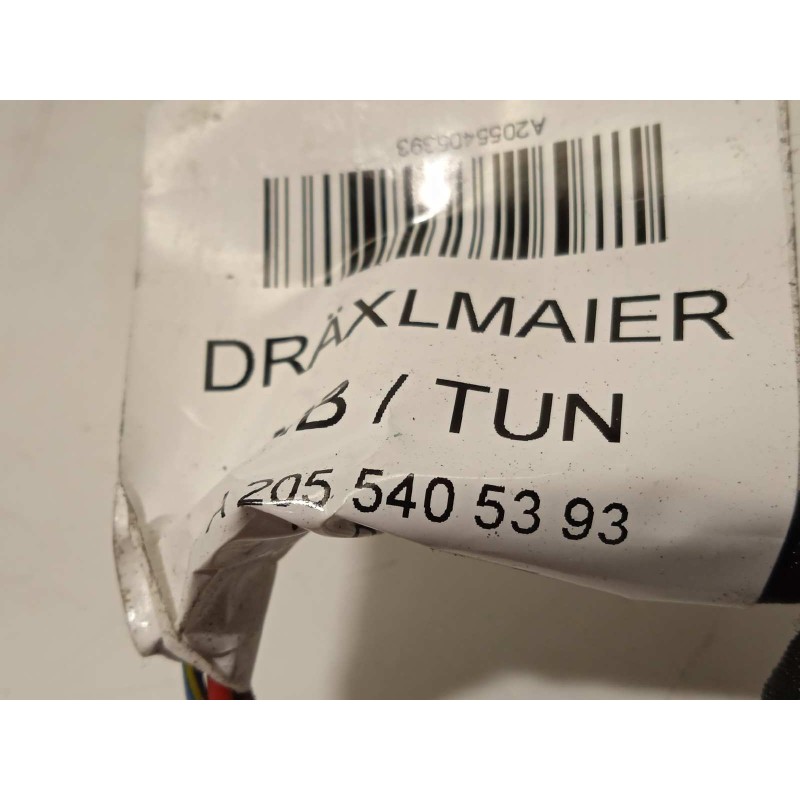 A2055405393
DRÄXLMAIER
/ TUN
A 205 540 53 93